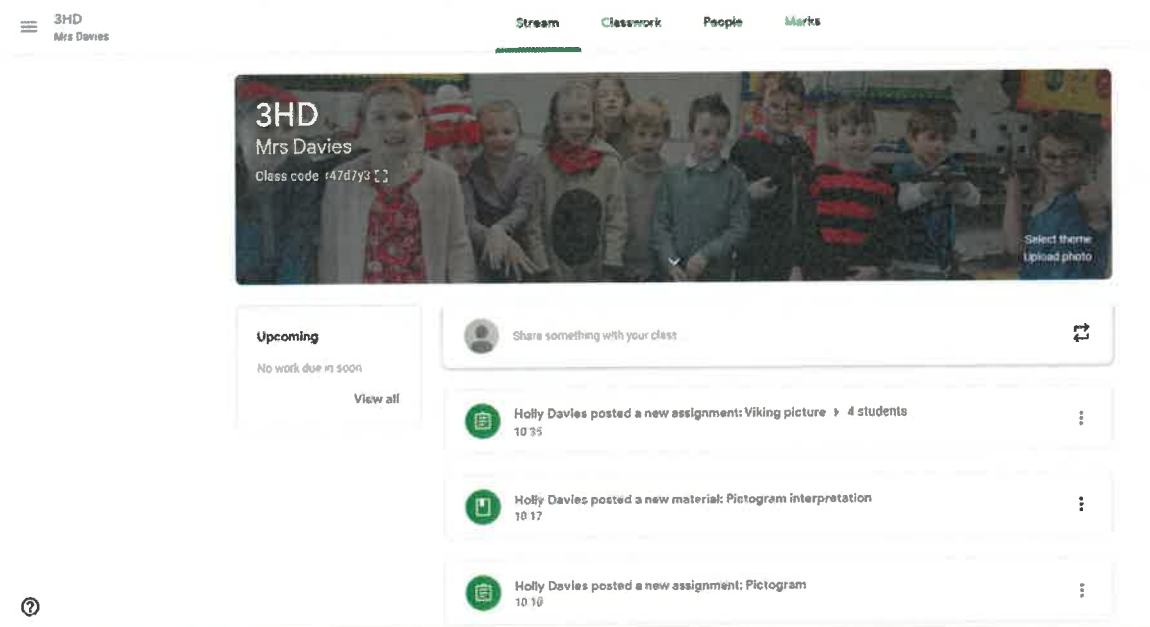 3HD
Mrs Davies
Stream Classwork People Marks
3HD
Mrs Davies
Class code
Select theme
Upload photo
Upcoming
No work due in soon
View all
Share something with your class
Holly Davies posted a new assignment: Viking picture 4 students
10:35
Holly Davies posted a new material: Pictogram interpretation
10:17
Holly Davies posted a new assignment: Pictogram
10:10